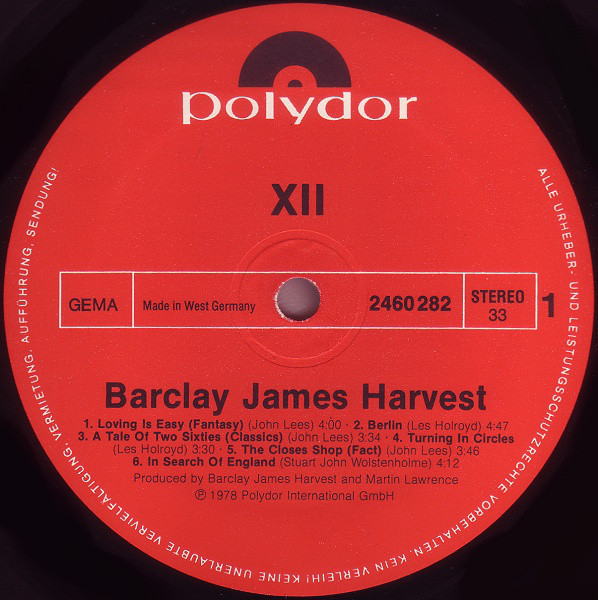 polydor
XII
GEMA
Made in West Germany
2460 282
STEREO
33
1
Barclay James Harvest
1. Loving Is Easy (Fantasy) (John Lees) 4:00 · 2. Berlin (Les Holroyd) 4:47
3. A Tale Of Two Sixties (Classics) (John Lees) 3:34 · 4. Turning In Circles
(Les Holroyd) 3:30 · 5. The Closes Shop (Fact) (John Lees) 3:46
6. In Search Of England (Stuart John Wolstenholme) 4:12
Produced by Barclay James Harvest and Martin Lawrence
℗ 1978 Polydor International GmbH
ALLE URHEBER- UND LEISTUNGSSCHUTZRECHTE VORBEHALTEN. KEIN VERLEIH! KEINE UNERLAUBTE VERVIELFÄLTIGUNG, VERMIETUNG, AUFFÜHRUNG, SENDUNG!